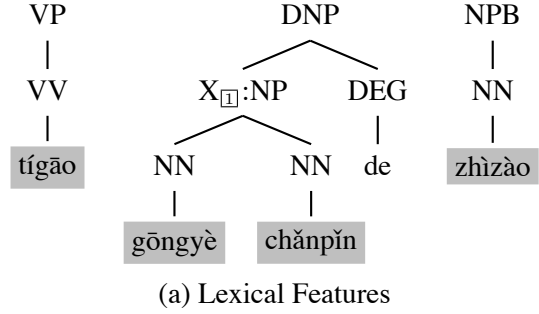 VP DNP NPB
VV X1:NP DEG NN
tígāo NN NN de zhìzào
gōngyè chǎnpǐn
(a) Lexical Features